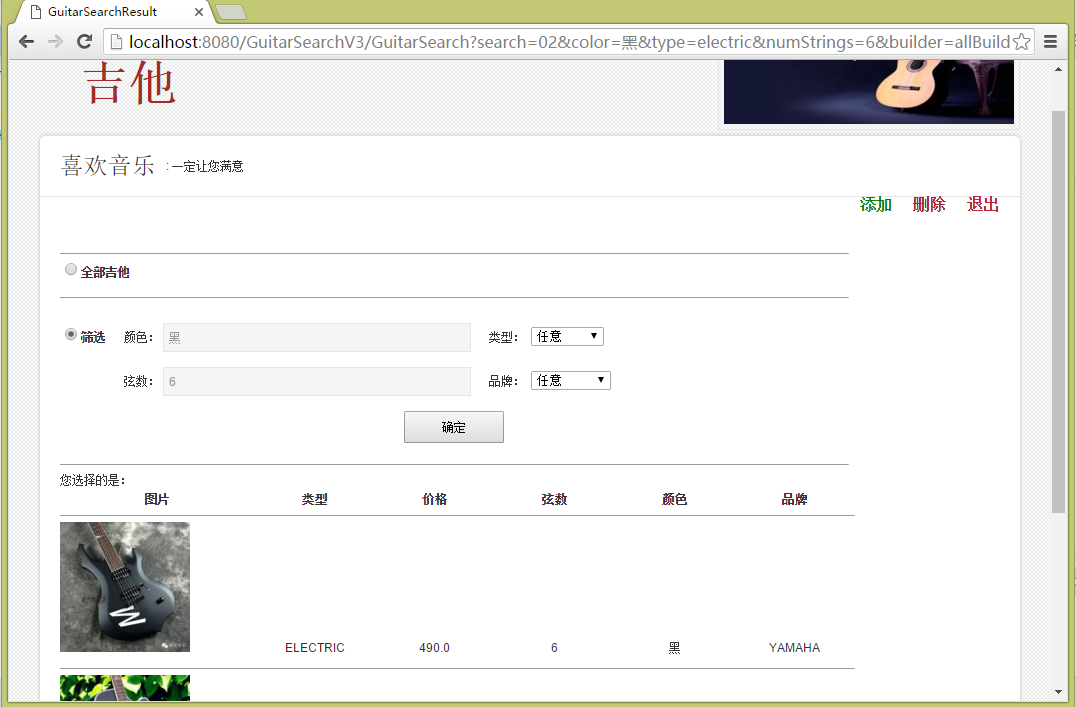 GuitarSearchResult
localhost:8080/GuitarSearchV3/GuitarSearch?search=02&color=黑&type=electric&numStrings=6&builder=allBuild
吉他
喜欢音乐 : 一定让您满意
添加 删除 退出
全部吉他
筛选 颜色: 黑 类型: 任意
弦数: 6 品牌: 任意
确定
您选择的是:
图片 类型 价格 弦数 颜色 品牌
W
ELECTRIC 490.0 6 黑 YAMAHA